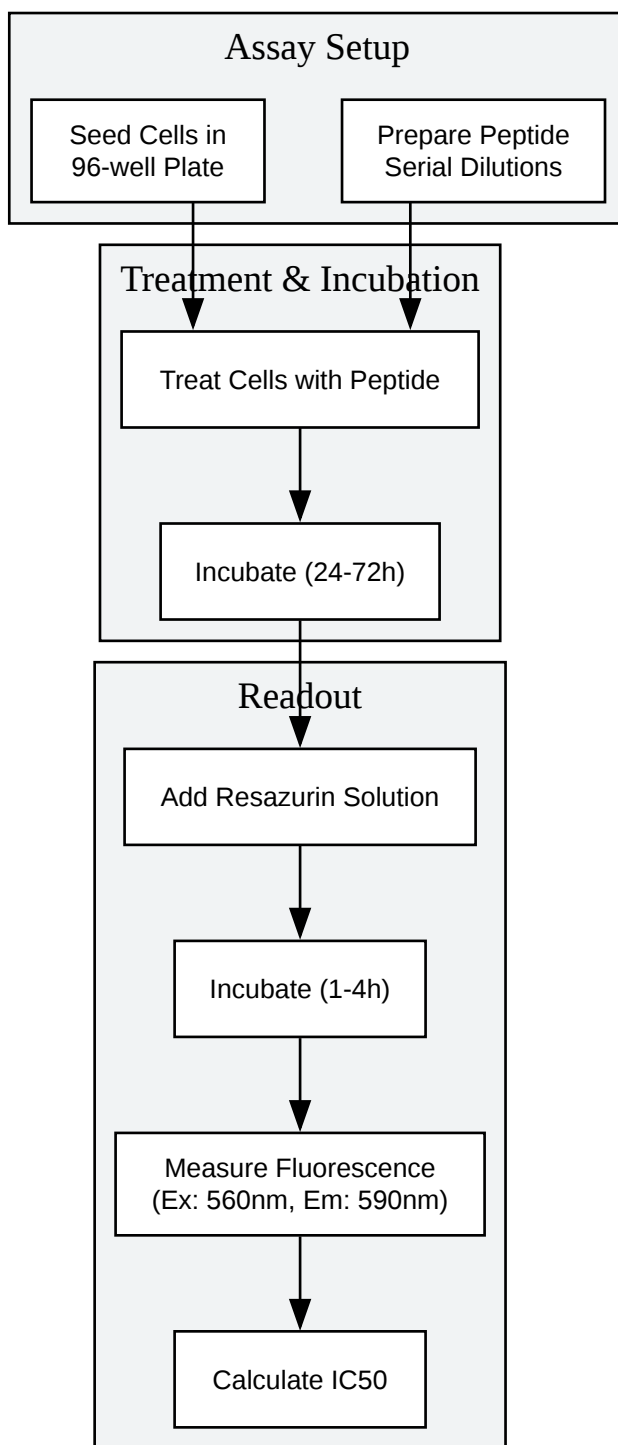 Assay Setup
Seed Cells in
96-well Plate
Prepare Peptide
Serial Dilutions
Treatment & Incubation
Treat Cells with Peptide
Incubate (24-72h)
Readout
Add Resazurin Solution
Incubate (1-4h)
Measure Fluorescence
(Ex: 560nm, Em: 590nm)
Calculate IC50